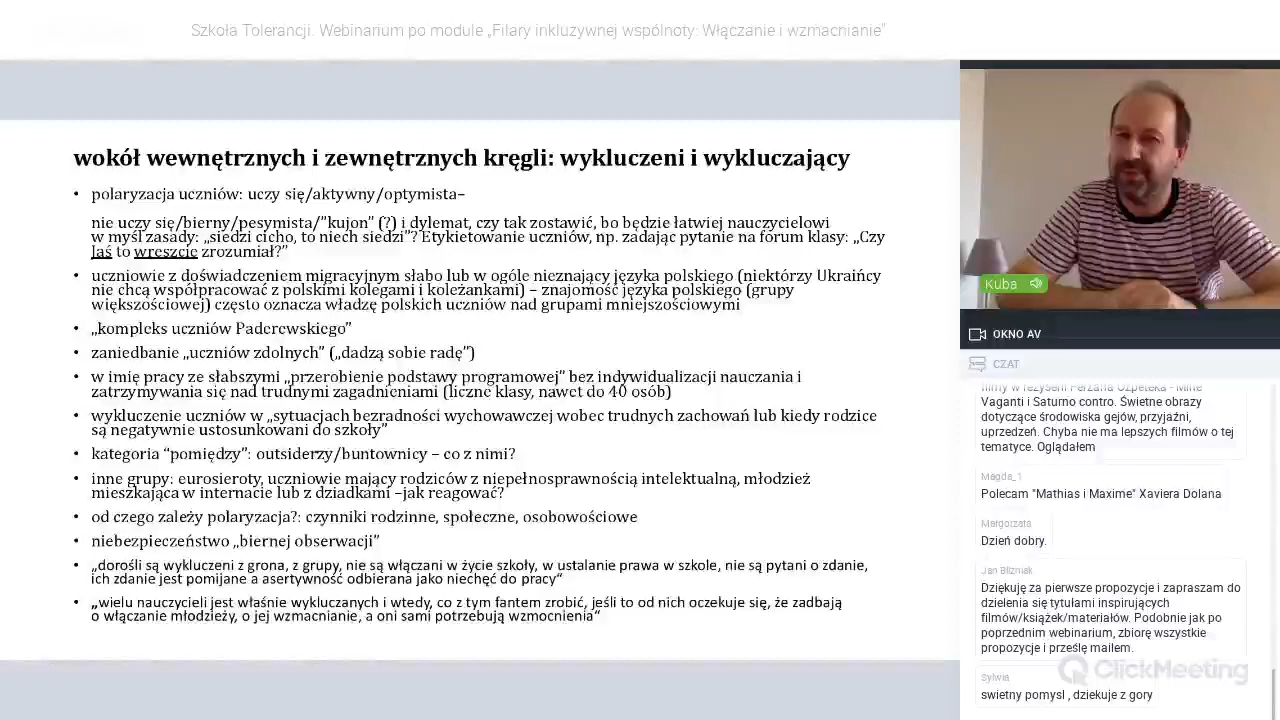 Szkoła Tolerancji. Webinarium po module „Filary inkluzywnej wspólnoty: Włączanie i wzmacnianie"
wokół wewnętrznych i zewnętrznych kręgli: wykluczeni i wykluczający
• polaryzacja uczniów: uczy się/aktywny/optymista–
nie uczy się/bierny/pesymista/”kujon” (?) i dylemat, czy tak zostawić, bo będzie łatwiej nauczycielowi
w myśl zasady: „siedzi cicho, to niech siedzi”? Etykietowanie uczniów, np. zadając pytanie na forum klasy: „Czy
Jaś to wreszcie zrozumiał?”
• uczniowie z doświadczeniem migracyjnym słabo lub w ogóle nieznający języka polskiego (niektórzy Ukraińcy
nie chcą współpracować z polskimi kolegami i koleżankami) – znajomość języka polskiego (grupy
większościowej) często oznacza władzę polskich uczniów nad grupami mniejszościowymi
• „kompleks uczniów Paderewskiego”
• zaniedbanie „uczniów zdolnych” („dadzą sobie radę”)
• w imię pracy ze słabszymi „przerobienie podstawy programowej” bez indywidualizacji nauczania i
zatrzymywania się nad trudnymi zagadnieniami (liczne klasy, nawet do 40 osób)
• wykluczenie uczniów w „sytuacjach bezradności wychowawczej wobec trudnych zachowań lub kiedy rodzice
są negatywnie ustosunkowani do szkoły”
• kategoria “pomiędzy”: outsiderzy/buntownicy – co z nimi?
• inne grupy: eurosieroty, uczniowie mający rodziców z niepełnosprawnością intelektualną, młodzież
mieszkająca w internacie lub z dziadkami –jak reagować?
• od czego zależy polaryzacja?: czynniki rodzinne, społeczne, osobowościowe
• niebezpieczeństwo „biernej obserwacji”
• „dorośli są wykluczeni z grona, z grupy, nie są włączani w życie szkoły, w ustalanie prawa w szkole, nie są pytani o zdanie,
ich zdanie jest pomijane a asertywność odbierana jako niechęć do pracy“
• „wielu nauczycieli jest właśnie wykluczanych i wtedy, co z tym fantem zrobić, jeśli to od nich oczekuje się, że zadbają
o włączanie młodzieży, o jej wzmacnianie, a oni sami potrzebują wzmocnienia“
Kuba
OKNO AV
CZAT
filmy w reżyserii Ferzana Ozpeteka - Mine
Vaganti i Saturno contro. Świetne obrazy
dotyczące środowiska gejów, przyjaźni,
uprzedzeń. Chyba nie ma lepszych filmów o tej
tematyce. Oglądałem
Magda_1
Polecam "Mathias i Maxime" Xaviera Dolana
Małgorzata
Dzień dobry.
Jan Bliźniak
Dziękuję za pierwsze propozycje i zapraszam do
dzielenia się tytułami inspirujących
filmów/książek/materiałów. Podobnie jak po
poprzednim webinarium, zbiorę wszystkie
propozycje i prześlę mailem.
ClickMeeting
Sylwia
swietny pomysl , dziekuje z gory